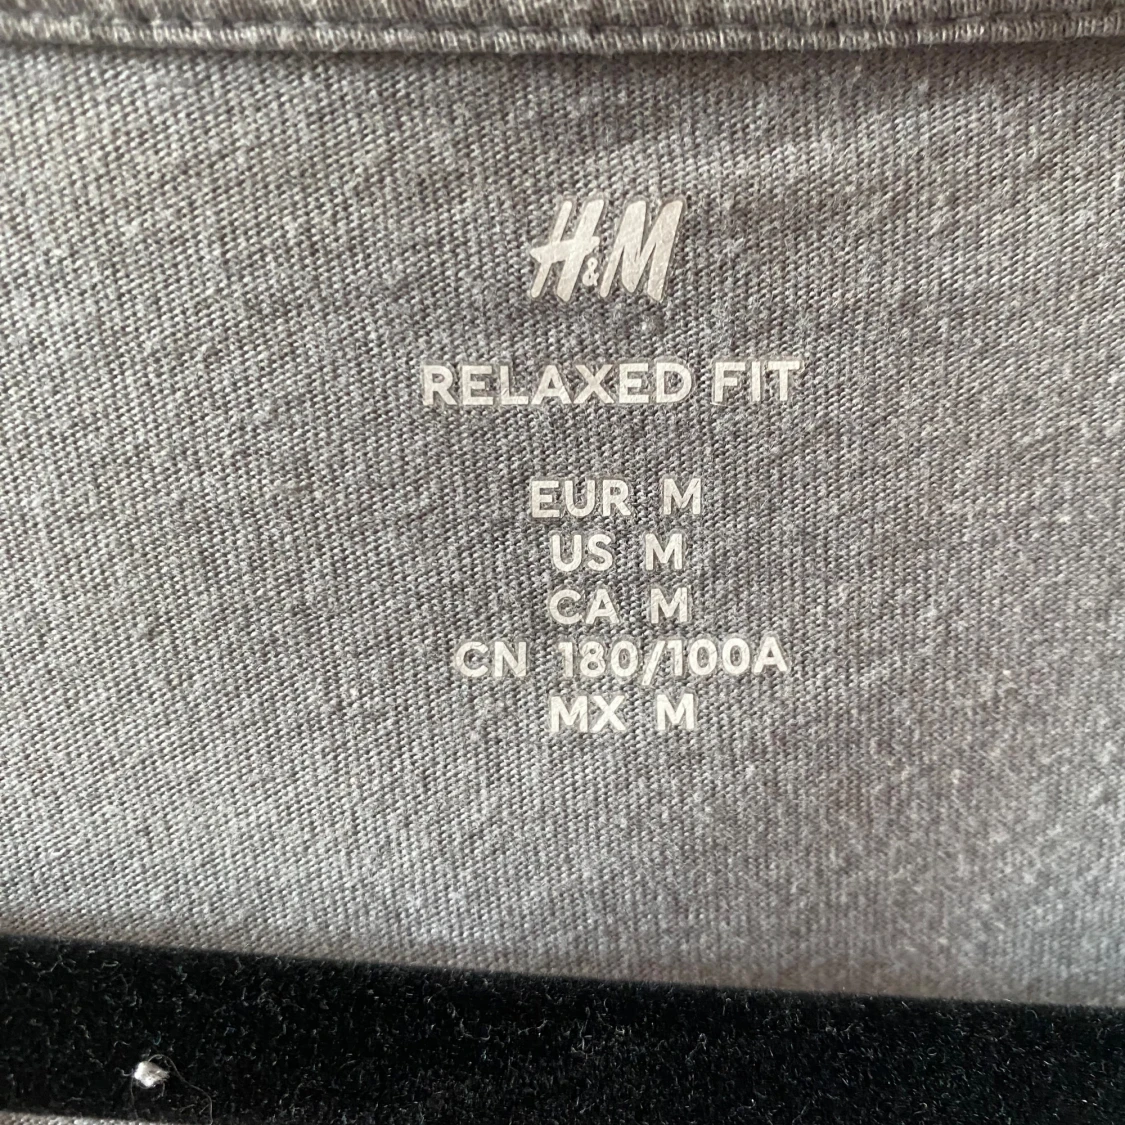 H&M
RELAXED FIT
EUR M
US M
CA M
CN 180/100A
MX M